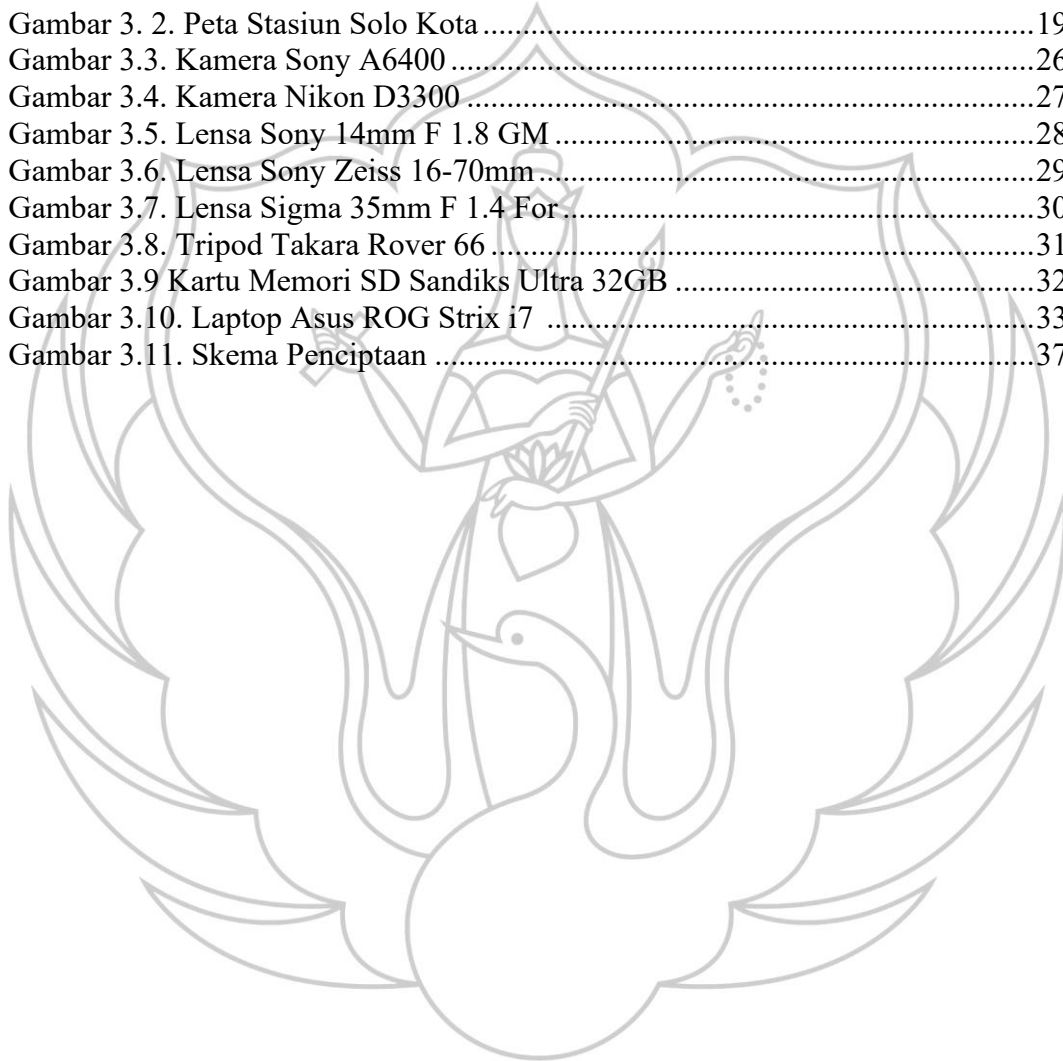 Gambar 3. 2. Peta Stasiun Solo Kota.....................................................................19
Gambar 3.3. Kamera Sony A6400.........................................................................26
Gambar 3.4. Kamera Nikon D3300 .......................................................................27
Gambar 3.5. Lensa Sony 14mm F 1.8 GM ............................................................28
Gambar 3.6. Lensa Sony Zeiss 16-70mm..............................................................29
Gambar 3.7. Lensa Sigma 35mm F 1.4 For...........................................................30
Gambar 3.8. Tripod Takara Rover 66....................................................................31
Gambar 3.9 Kartu Memori SD Sandiks Ultra 32GB .............................................32
Gambar 3.10. Laptop Asus ROG Strix i7 .............................................................33
Gambar 3.11. Skema Penciptaan ...........................................................................37